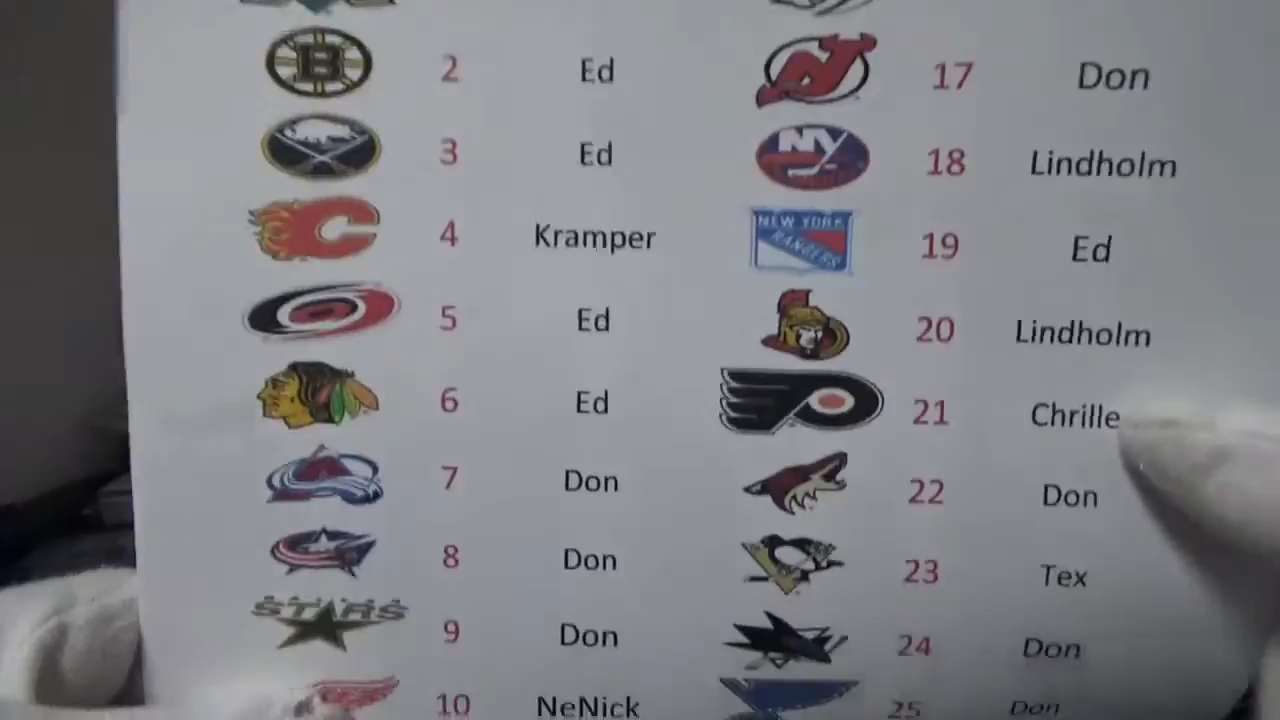 B 2 Ed
3 Ed
C 4 Kramper
5 Ed
6 Ed
A 7 Don
8 Don
STARS 9 Don
10 NeNick
17 Don
NY 18 Lindholm
NEW YORK RANGERS 19 Ed
20 Lindholm
P 21 Chrille
22 Don
23 Tex
24 Don
25 Don